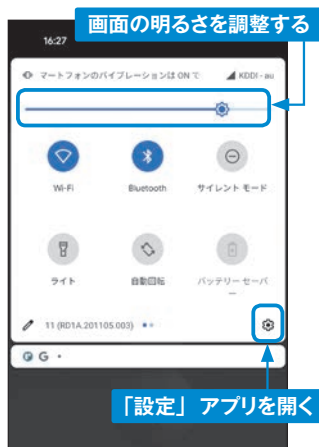 画面の明るさを調整する
16:27
マートフォンのバイブレーションは ON で KDDI - au
Wi-Fi Bluetooth サイレント モード
ライト 自動回転 バッテリー セーバ
ー
11 (RD1A.201105.003)
G
「設定」 アプリを開く